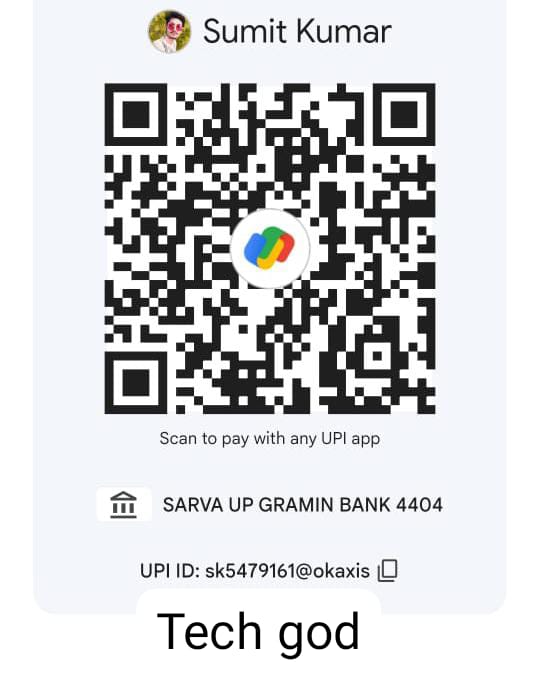 Sumit Kumar
Scan to pay with any UPI app
SARVA UP GRAMIN BANK 4404
UPI ID: sk5479161@okaxis
Tech god